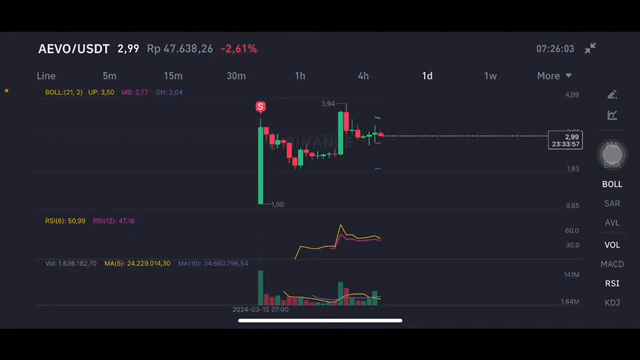 AEVO/USDT 2,99 Rp 47.638,26 -2,61% 07:26:03
Line 5m 15m 30m 1h 4h 1d 1w More
BOLL:(21, 2) UP: 3,50 MB: 2,77 DN: 2,04
4,09
S
3,94
BINANCE
2,99
23:33:57
1,93
BOLL
1,00
0,85
SAR
RSI(6): 50,99 RSI(12): 47,16
AVL
60,0
30,0
VOL
Vol: 1.636.182,70 MA(5): 24.229.014,30 MA(10): 34.660.796,54
MACD
141M
RSI
1,64M
KDJ
2024-03-13 07:00